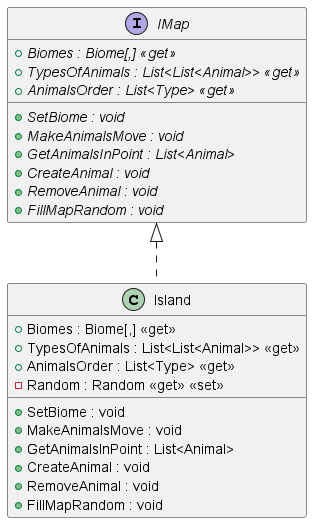 I IMap
Biomes : Biome[,] «get»
TypesOfAnimals : List<List<Animal>> «get»
AnimalsOrder : List<Type> «get»
SetBiome : void
MakeAnimalsMove : void
GetAnimalsInPoint : List<Animal>
CreateAnimal : void
RemoveAnimal : void
FillMapRandom : void
C Island
Biomes : Biome[,] «get»
TypesOfAnimals : List<List<Animal>> «get»
AnimalsOrder : List<Type> «get»
Random : Random «get» «set»
SetBiome : void
MakeAnimalsMove : void
GetAnimalsInPoint : List<Animal>
CreateAnimal : void
RemoveAnimal : void
FillMapRandom : void